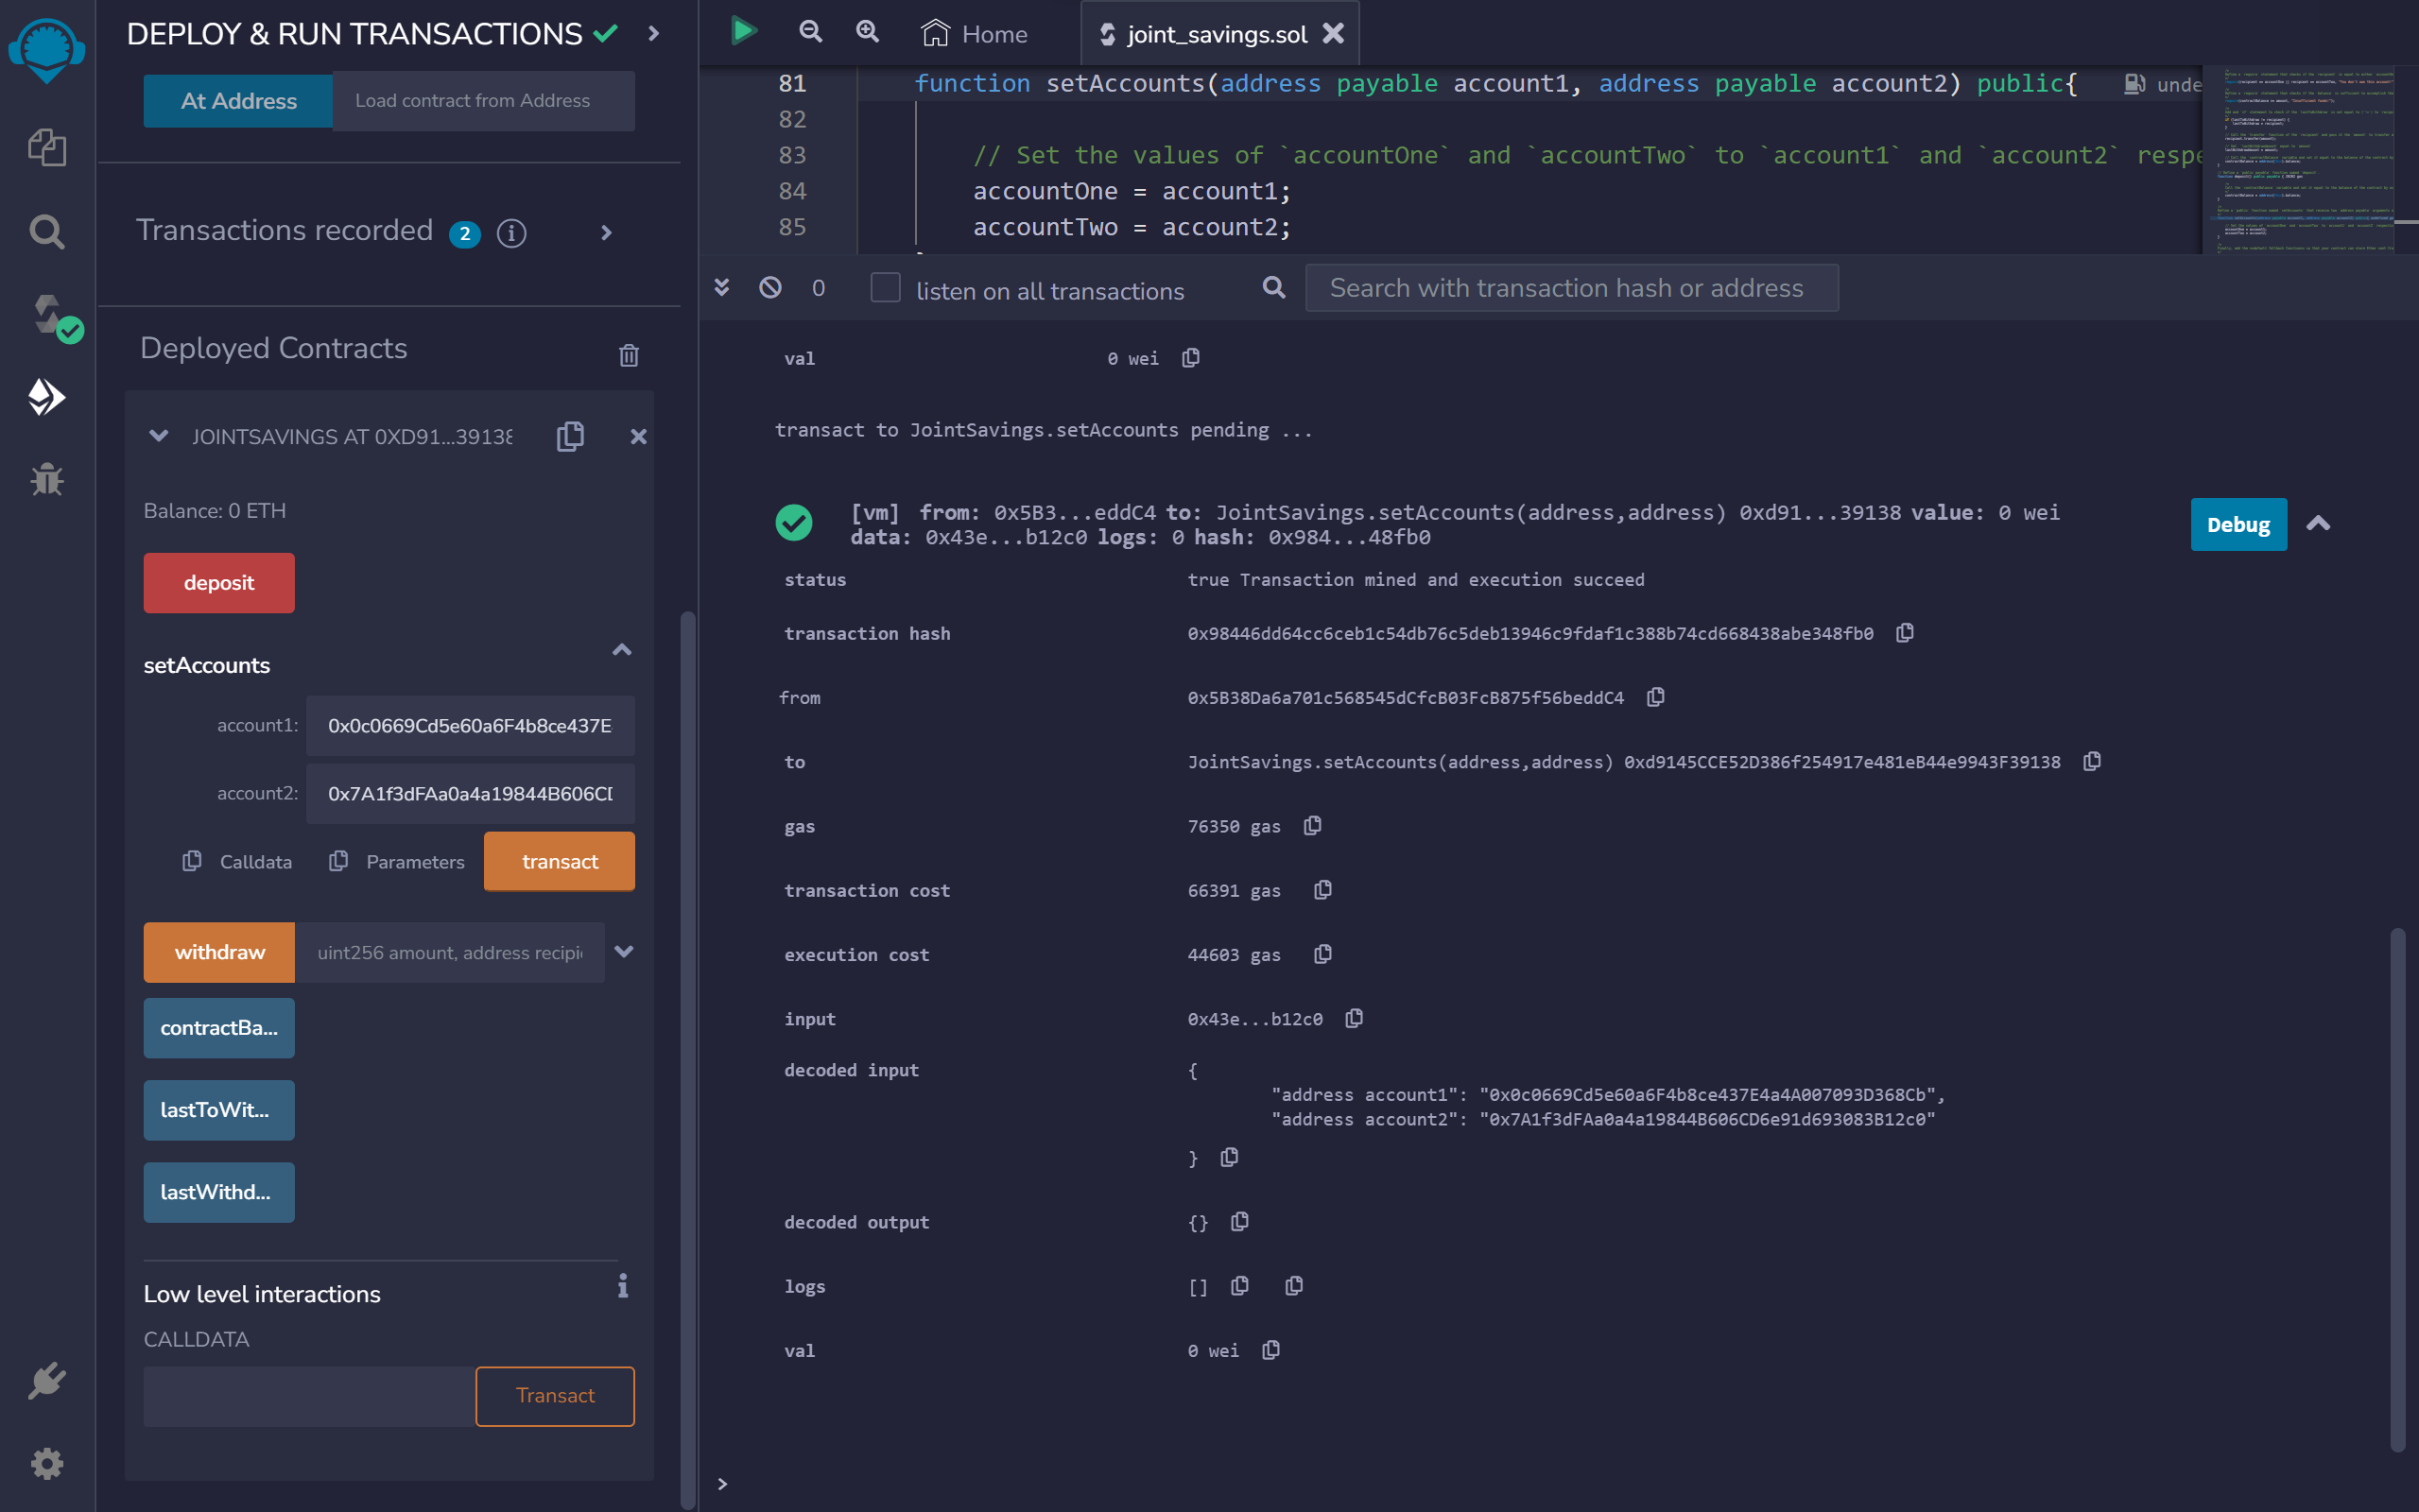 DEPLOY & RUN TRANSACTIONS
At Address
Load contract from Address
Transactions recorded 2
Deployed Contracts
JOINTSAVINGS AT 0XD91...39138
Balance: 0 ETH
deposit
setAccounts
account1: 0x0c0669Cd5e60a6F4b8ce437E
account2: 0x7A1f3dFAa0a4a19844B606CD
Calldata
Parameters
transact
withdraw
uint256 amount, address recipi
contractBa...
lastToWit...
lastWithd...
Low level interactions
CALLDATA
Transact
Home
joint_savings.sol
81 function setAccounts(address payable account1, address payable account2) public{ unde
82
83 // Set the values of `accountOne` and `accountTwo` to `account1` and `account2` respe
84 accountOne = account1;
85 accountTwo = account2;
0
listen on all transactions
Search with transaction hash or address
val 0 wei
transact to JointSavings.setAccounts pending ...
[vm] from: 0x5B3...eddC4 to: JointSavings.setAccounts(address,address) 0xd91...39138 value: 0 wei
data: 0x43e...b12c0 logs: 0 hash: 0x984...48fb0
Debug
status true Transaction mined and execution succeed
transaction hash 0x98446dd64cc6ceb1c54db76c5deb13946c9fdaf1c388b74cd668438abe348fb0
from 0x5B38Da6a701c568545dCfcB03FcB875f56beddC4
to JointSavings.setAccounts(address,address) 0xd9145CCE52D386f254917e481eB44e9943F39138
gas 76350 gas
transaction cost 66391 gas
execution cost 44603 gas
input 0x43e...b12c0
decoded input {
"address account1": "0x0c0669Cd5e60a6F4b8ce437E4a4A007093D368Cb",
"address account2": "0x7A1f3dFAa0a4a19844B606CD6e91d693083B12c0"
}
decoded output {}
logs []
val 0 wei
>